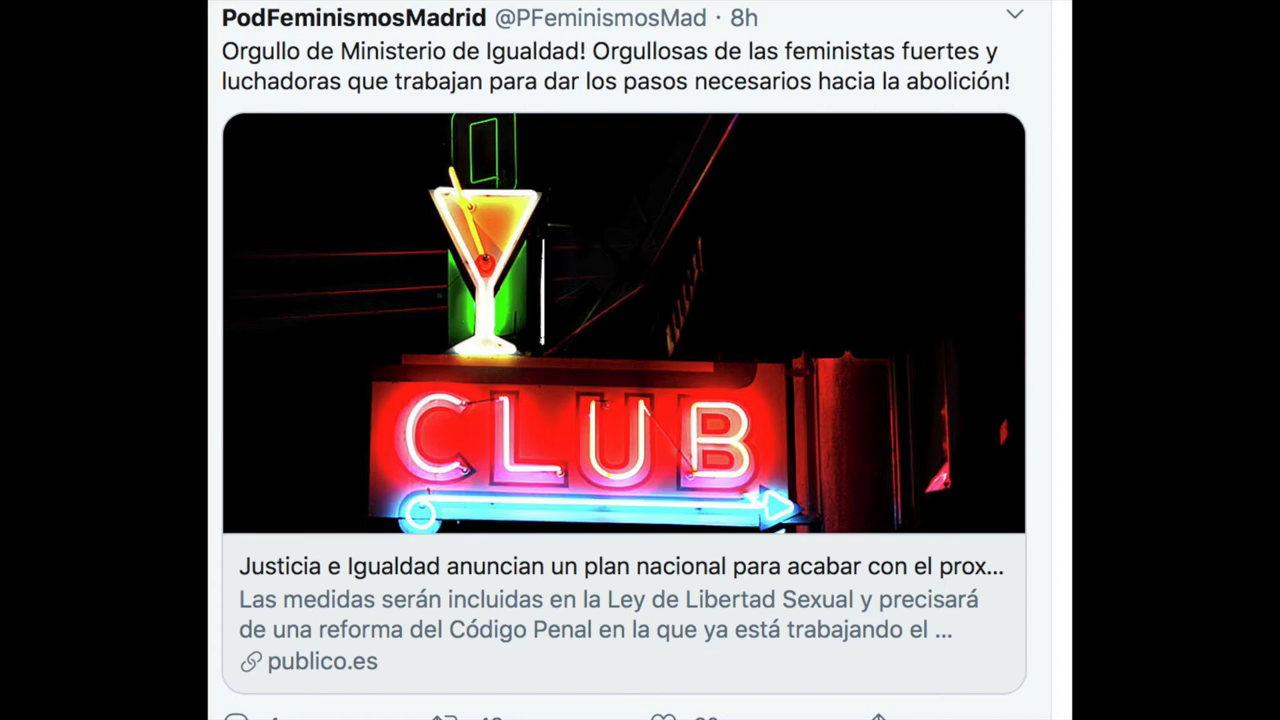 PodFeminismosMadrid @PFeminismosMad · 8h
Orgullo de Ministerio de Igualdad! Orgullosas de las feministas fuertes y
luchadoras que trabajan para dar los pasos necesarios hacia la abolición!
CLUB
Justicia e Igualdad anuncian un plan nacional para acabar con el prox...
Las medidas serán incluidas en la Ley de Libertad Sexual y precisará
de una reforma del Código Penal en la que ya está trabajando el ...
publico.es